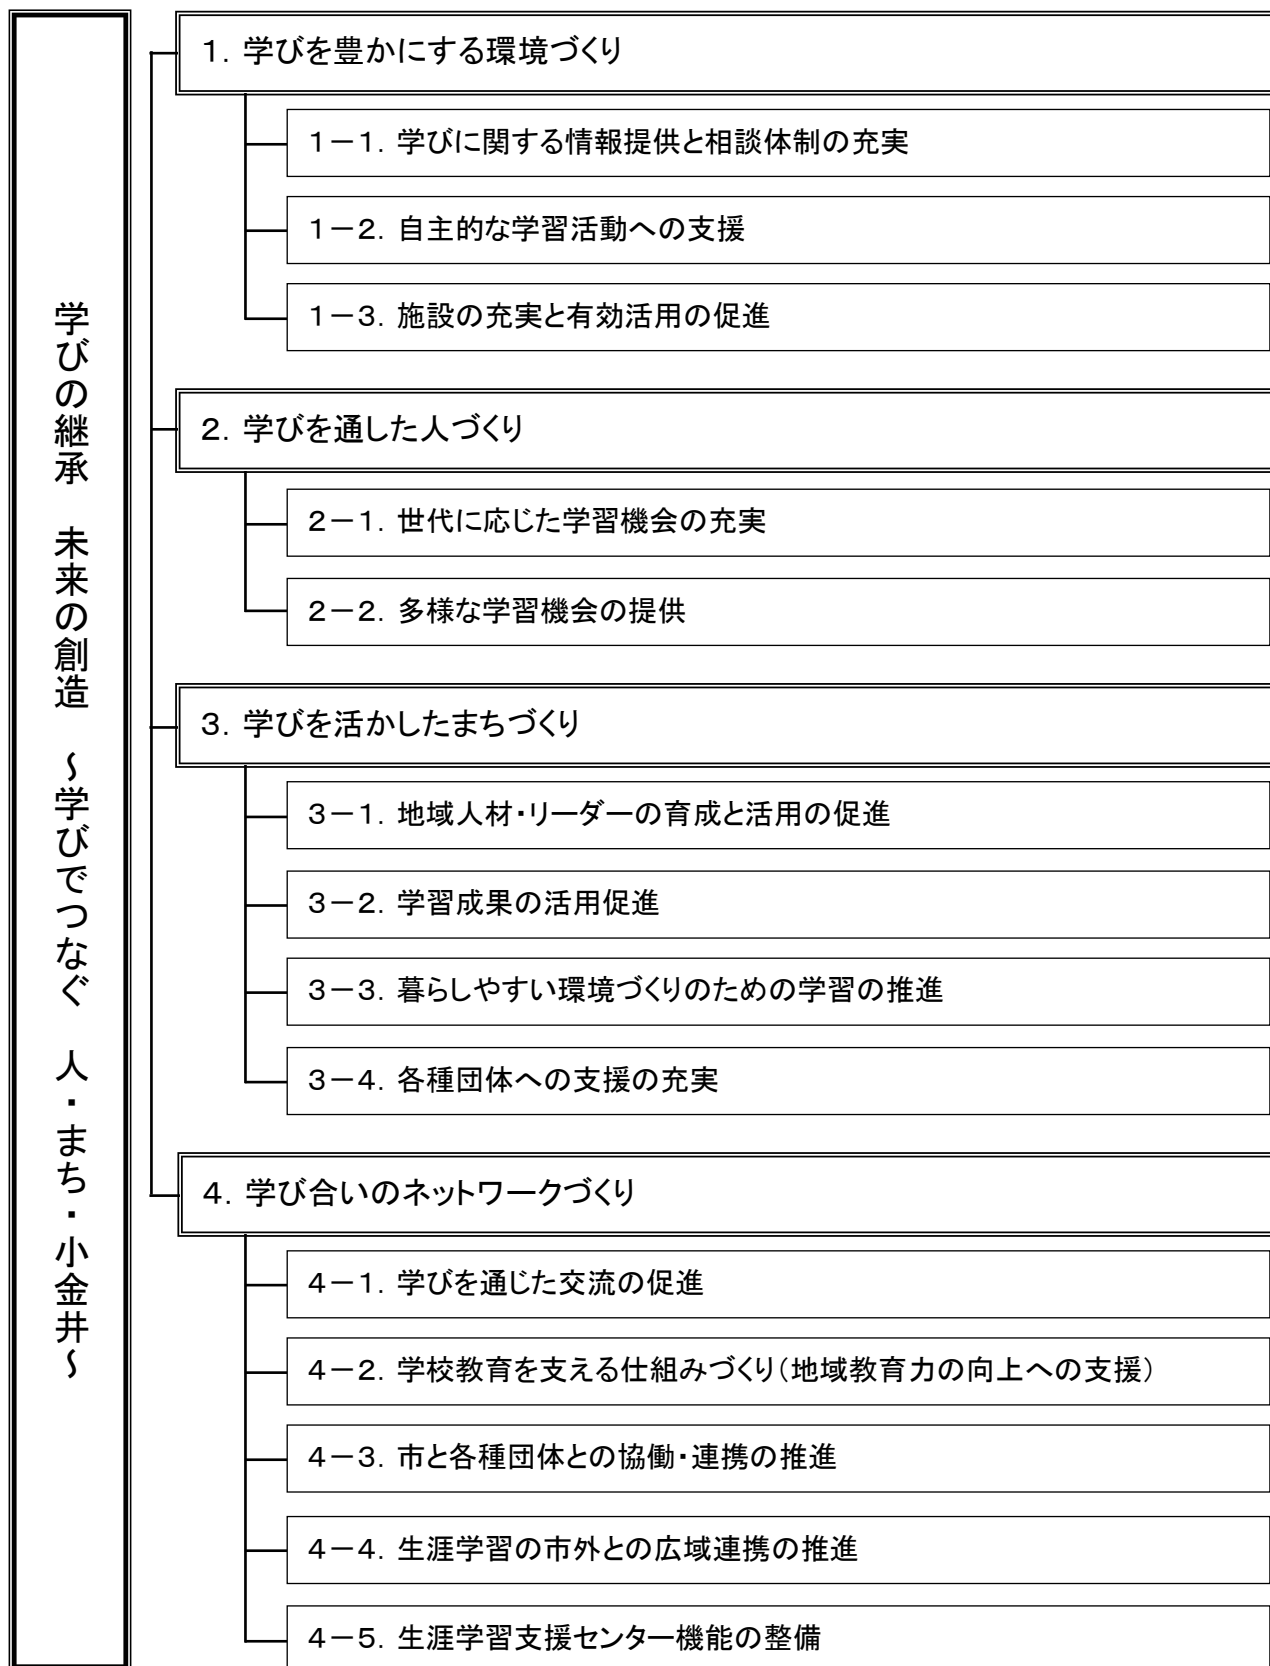 学びの継承　未来の創造　～学びでつなぐ　人・まち・小金井～
１．学びを豊かにする環境づくり
１－１．学びに関する情報提供と相談体制の充実
１－２．自主的な学習活動への支援
１－３．施設の充実と有効活用の促進
２．学びを通した人づくり
２－１．世代に応じた学習機会の充実
２－２．多様な学習機会の提供
３．学びを活かしたまちづくり
３－１．地域人材・リーダーの育成と活用の促進
３－２．学習成果の活用促進
３－３．暮らしやすい環境づくりのための学習の推進
３－４．各種団体への支援の充実
４．学び合いのネットワークづくり
４－１．学びを通じた交流の促進
４－２．学校教育を支える仕組みづくり（地域教育力の向上への支援）
４－３．市と各種団体との協働・連携の推進
４－４．生涯学習の市外との広域連携の推進
４－５．生涯学習支援センター機能の整備